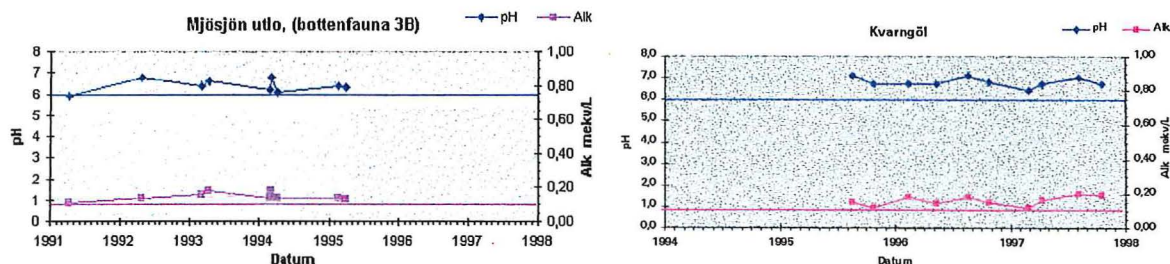 Mjösjön utlo, (bottenfauna 3B)
pH
Alk
8
7
6
5
4
3
2
1
0
pH
1,00
0,80
0,60
0,40
0,20
0,00
Alk mekv/L
1991 1992 1993 1994 1995 1996 1997 1998
Datum
Kvarngöl
pH
Alk
8,0
7,0
6,0
5,0
4,0
3,0
2,0
1,0
0,0
pH
1,00
0,80
0,60
0,40
0,20
0,00
Alk mekv/L
1994 1995 1996 1997 1998
Datum